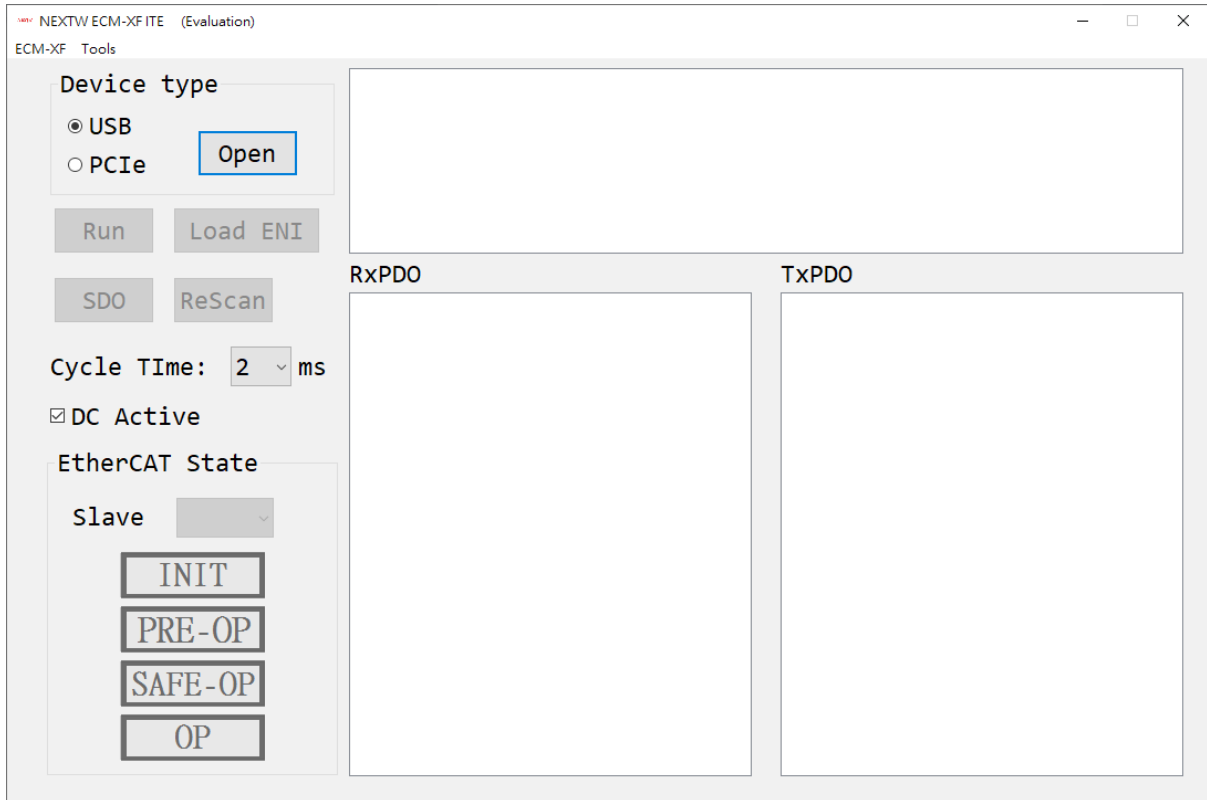 NEXTW ECM-XF ITE (Evaluation)
ECM-XF Tools
Device type
USB
PCIe
Open
Run
Load ENI
SDO
ReScan
Cycle TIme: 2 ms
DC Active
EtherCAT State
Slave
INIT
PRE-OP
SAFE-OP
OP
RxPDO
TxPDO